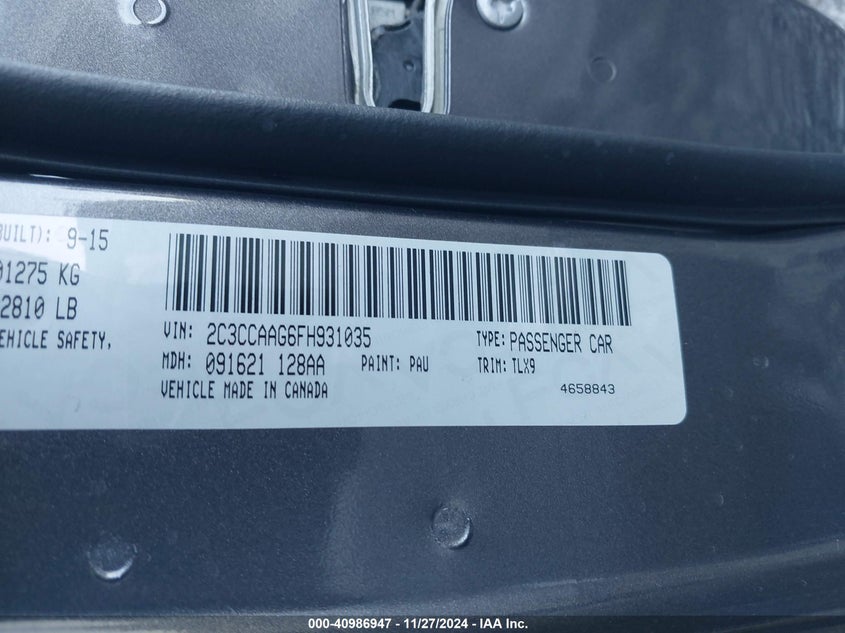 BUILT): 9-15
01275 KG
2810 LB
EHICLE SAFETY,
VIN: 2C3CCAAG6FH931035
TYPE: PASSENGER CAR
MDH: 091621 128AA
PAINT: PAU
TRIM: TLX9
VEHICLE MADE IN CANADA
4658843
000-40986947 - 11/27/2024 - IAA Inc.